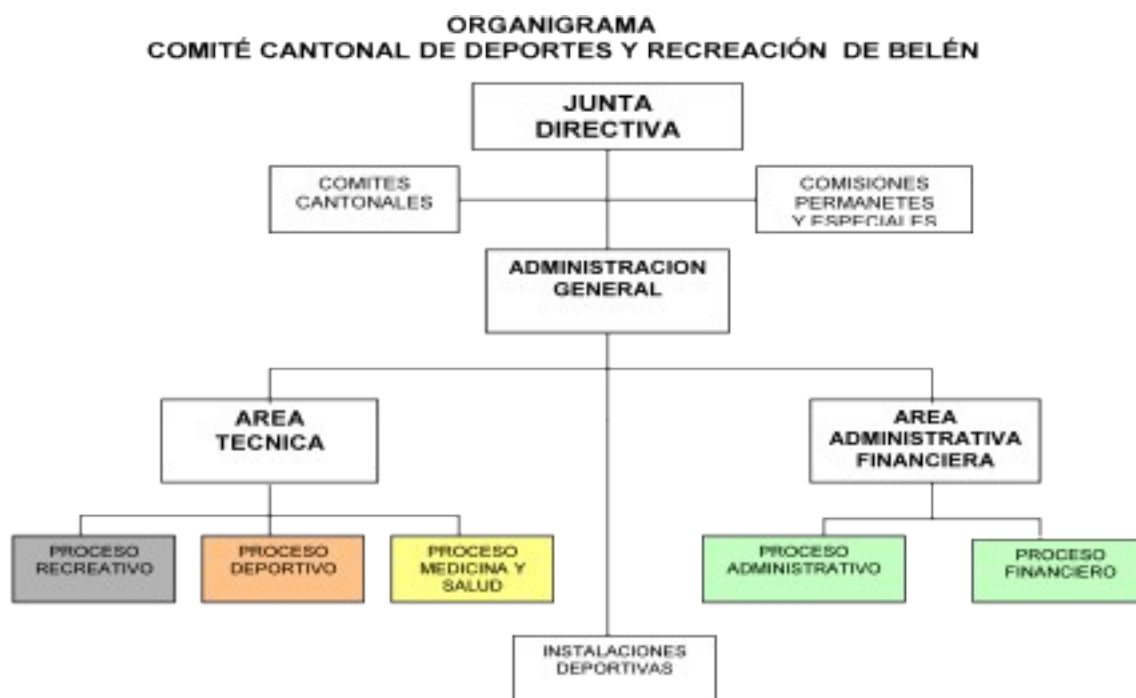 ORGANIGRAMA
COMITÉ CANTONAL DE DEPORTES Y RECREACIÓN DE BELÉN
JUNTA
DIRECTIVA
COMITES
CANTONALES
COMISIONES
PERMANETES
Y ESPECIALES
ADMINISTRACION
GENERAL
AREA
TECNICA
AREA
ADMINISTRATIVA
FINANCIERA
PROCESO
RECREATIVO
PROCESO
DEPORTIVO
PROCESO
MEDICINA Y
SALUD
PROCESO
ADMINISTRATIVO
PROCESO
FINANCIERO
INSTALACIONES
DEPORTIVAS